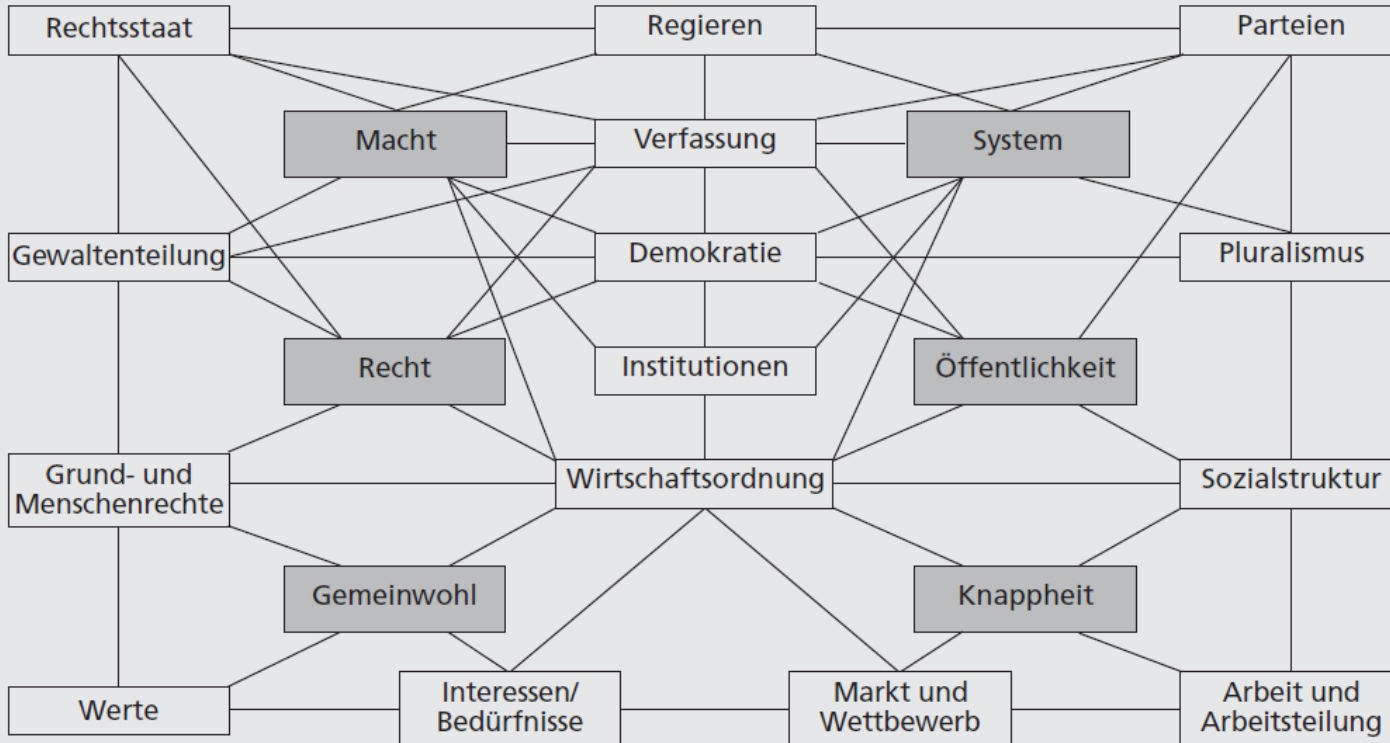 Rechtsstaat
Regieren
Parteien
Macht
Verfassung
System
Gewaltenteilung
Demokratie
Pluralismus
Recht
Institutionen
Öffentlichkeit
Grund- und
Menschenrechte
Wirtschaftsordnung
Sozialstruktur
Gemeinwohl
Knappheit
Werte
Interessen/
Bedürfnisse
Markt und
Wettbewerb
Arbeit und
Arbeitsteilung